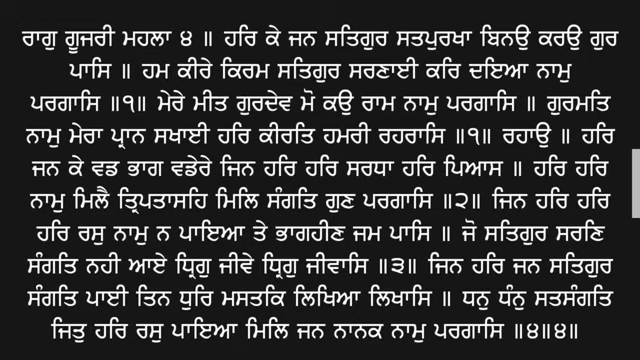 ਰਾਗੁ ਗੂਜਰੀ ਮਹਲਾ ੪ ॥ ਹਰਿ ਕੇ ਜਨ ਸਤਿਗੁਰ ਸਤਪੁਰਖਾ ਬਿਨਉ ਕਰਉ ਗੁਰ
ਪਾਸਿ ॥ ਹਮ ਕੀਰੇ ਕਿਰਮ ਸਤਿਗੁਰ ਸਰਣਾਈ ਕਰਿ ਦਇਆ ਨਾਮੁ
ਪਰਗਾਸਿ ॥੧॥ ਮੇਰੇ ਮੀਤ ਗੁਰਦੇਵ ਮੋ ਕਉ ਰਾਮ ਨਾਮੁ ਪਰਗਾਸਿ ॥ ਗੁਰਮਤਿ
ਨਾਮੁ ਮੇਰਾ ਪ੍ਰਾਨ ਸਖਾਈ ਹਰਿ ਕੀਰਤਿ ਹਮਰੀ ਰਹਰਾਸਿ ॥੧॥ ਰਹਾਉ ॥ ਹਰਿ
ਜਨ ਕੇ ਵਡ ਭਾਗ ਵਡੇਰੇ ਜਿਨ ਹਰਿ ਹਰਿ ਸਰਧਾ ਹਰਿ ਪਿਆਸ ॥ ਹਰਿ ਹਰਿ
ਨਾਮੁ ਮਿਲੈ ਤ੍ਰਿਪਤਾਸਹਿ ਮਿਲਿ ਸੰਗਤਿ ਗੁਣ ਪਰਗਾਸਿ ॥੨॥ ਜਿਨ ਹਰਿ ਹਰਿ
ਹਰਿ ਰਸੁ ਨਾਮੁ ਨ ਪਾਇਆ ਤੇ ਭਾਗਹੀਣ ਜਮ ਪਾਸਿ ॥ ਜੋ ਸਤਿਗੁਰ ਸਰਣਿ
ਸੰਗਤਿ ਨਹੀ ਆਏ ਧ੍ਰਿਗੁ ਜੀਵੇ ਧ੍ਰਿਗੁ ਜੀਵਾਸਿ ॥੩॥ ਜਿਨ ਹਰਿ ਜਨ ਸਤਿਗੁਰ
ਸੰਗਤਿ ਪਾਈ ਤਿਨ ਧੁਰਿ ਮਸਤਕਿ ਲਿਖਿਆ ਲਿਖਾਸਿ ॥ ਧਨੁ ਧੰਨੁ ਸਤਸੰਗਤਿ
ਜਿਤੁ ਹਰਿ ਰਸੁ ਪਾਇਆ ਮਿਲਿ ਜਨ ਨਾਨਕ ਨਾਮੁ ਪਰਗਾਸਿ ॥੪॥੪॥